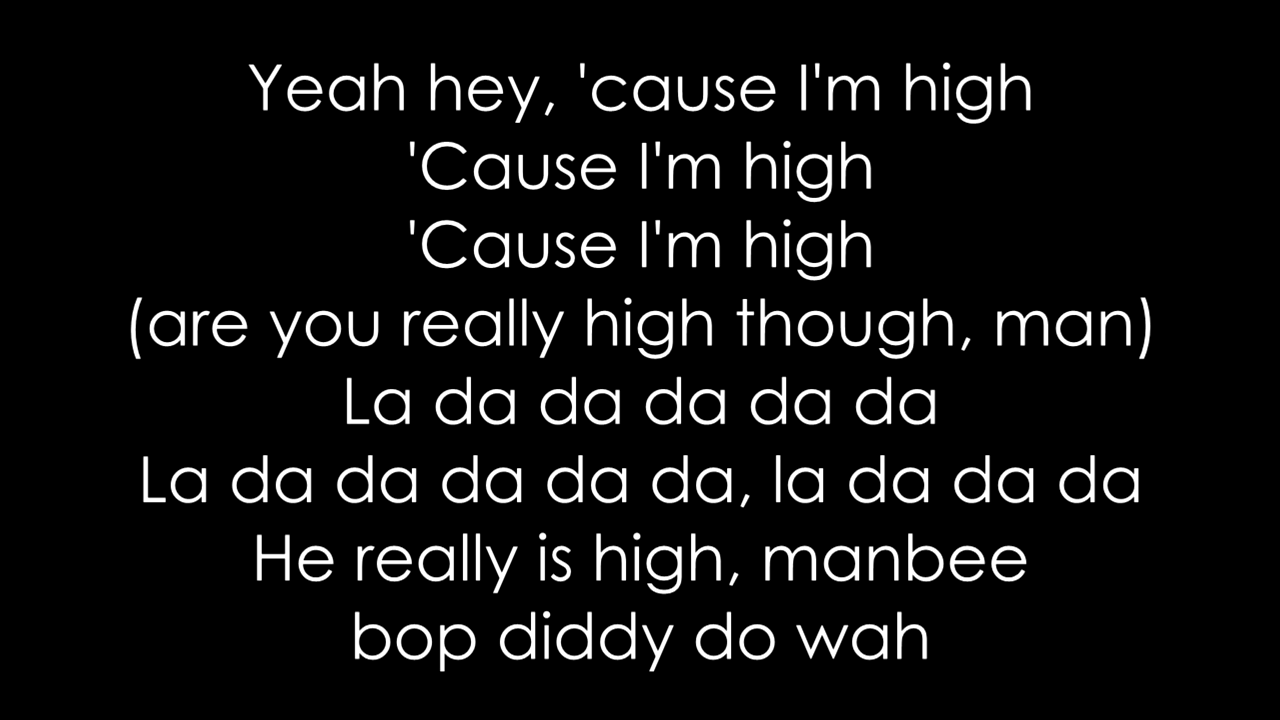 Yeah hey, 'cause I'm high
'Cause I'm high
'Cause I'm high
(are you really high though, man)
La da da da da da
La da da da da da, la da da da
He really is high, manbee
bop diddy do wah